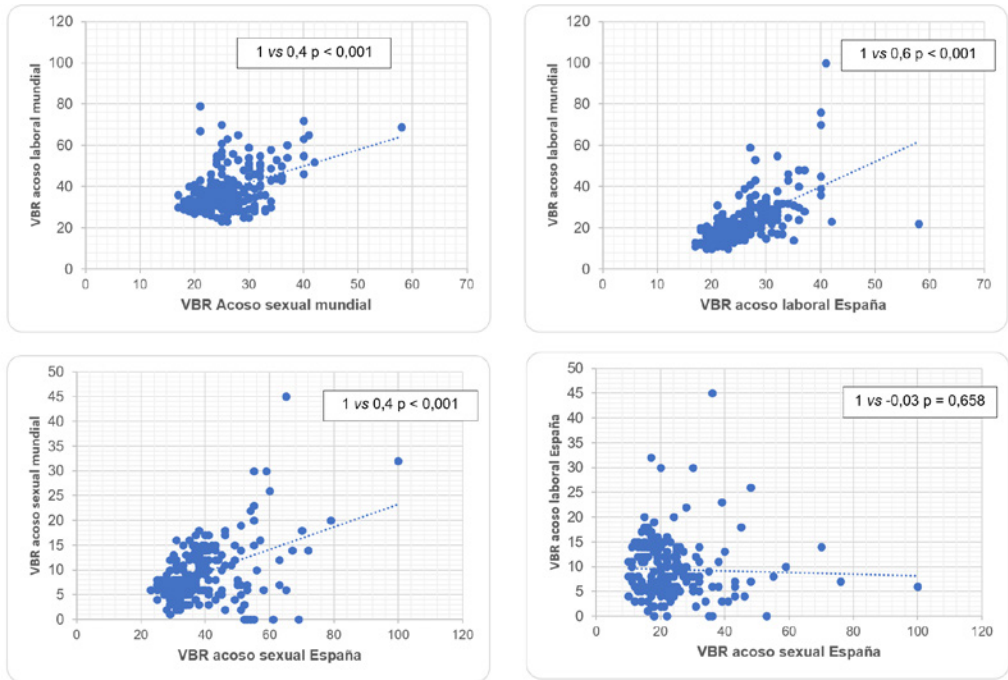 120
100
80
60
40
20
0
VBR acoso laboral mundial
1 vs 0,4 p < 0,001
0 10 20 30 40 50 60 70
VBR Acoso sexual mundial
120
100
80
60
40
20
0
VBR acoso laboral mundial
1 vs 0,6 p < 0,001
0 10 20 30 40 50 60 70
VBR acoso laboral España
50
45
40
35
30
25
20
15
10
5
0
VBR acoso sexual mundial
1 vs 0,4 p < 0,001
0 20 40 60 80 100 120
VBR acoso sexual España
50
45
40
35
30
25
20
15
10
5
0
VBR acoso laboral España
1 vs -0,03 p = 0,658
0 20 40 60 80 100 120
VBR acoso sexual España